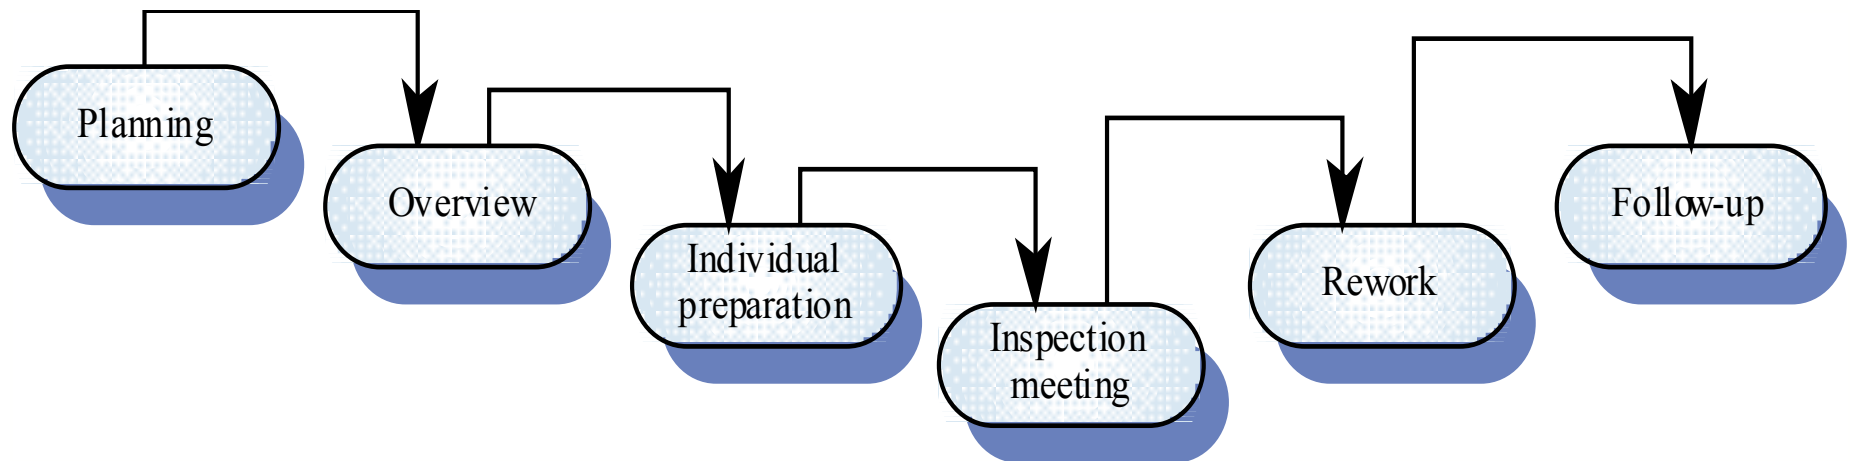 Planning
Overview
Individual
preparation
Inspection
meeting
Rework
Follow-up